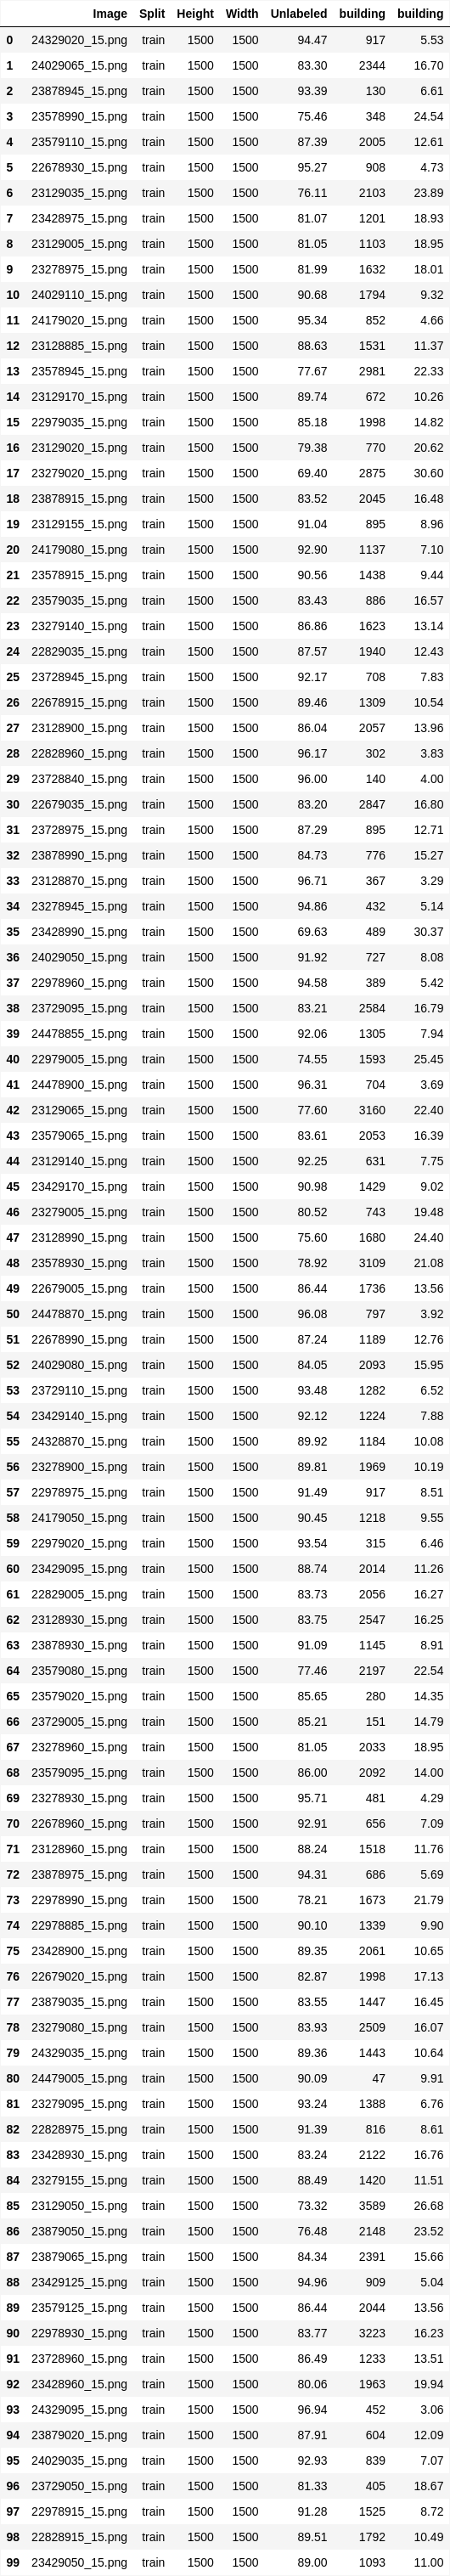 Image Split Height Width Unlabeled building building
0 24329020_15.png train 1500 1500 94.47 917 5.53
1 24029065_15.png train 1500 1500 83.30 2344 16.70
2 23878945_15.png train 1500 1500 93.39 130 6.61
3 23578990_15.png train 1500 1500 75.46 348 24.54
4 23579110_15.png train 1500 1500 87.39 2005 12.61
5 22678930_15.png train 1500 1500 95.27 908 4.73
6 23129035_15.png train 1500 1500 76.11 2103 23.89
7 23428975_15.png train 1500 1500 81.07 1201 18.93
8 23129005_15.png train 1500 1500 81.05 1103 18.95
9 23278975_15.png train 1500 1500 81.99 1632 18.01
10 24029110_15.png train 1500 1500 90.68 1794 9.32
11 24179020_15.png train 1500 1500 95.34 852 4.66
12 23128885_15.png train 1500 1500 88.63 1531 11.37
13 23578945_15.png train 1500 1500 77.67 2981 22.33
14 23129170_15.png train 1500 1500 89.74 672 10.26
15 22979035_15.png train 1500 1500 85.18 1998 14.82
16 23129020_15.png train 1500 1500 79.38 770 20.62
17 23279020_15.png train 1500 1500 69.40 2875 30.60
18 23878915_15.png train 1500 1500 83.52 2045 16.48
19 23129155_15.png train 1500 1500 91.04 895 8.96
20 24179080_15.png train 1500 1500 92.90 1137 7.10
21 23578915_15.png train 1500 1500 90.56 1438 9.44
22 23579035_15.png train 1500 1500 83.43 886 16.57
23 23279140_15.png train 1500 1500 86.86 1623 13.14
24 22829035_15.png train 1500 1500 87.57 1940 12.43
25 23728945_15.png train 1500 1500 92.17 708 7.83
26 22678915_15.png train 1500 1500 89.46 1309 10.54
27 23128900_15.png train 1500 1500 86.04 2057 13.96
28 22828960_15.png train 1500 1500 96.17 302 3.83
29 23728840_15.png train 1500 1500 96.00 140 4.00
30 22679035_15.png train 1500 1500 83.20 2847 16.80
31 23728975_15.png train 1500 1500 87.29 895 12.71
32 23878990_15.png train 1500 1500 84.73 776 15.27
33 23128870_15.png train 1500 1500 96.71 367 3.29
34 23278945_15.png train 1500 1500 94.86 432 5.14
35 23428990_15.png train 1500 1500 69.63 489 30.37
36 24029050_15.png train 1500 1500 91.92 727 8.08
37 22978960_15.png train 1500 1500 94.58 389 5.42
38 23729095_15.png train 1500 1500 83.21 2584 16.79
39 24478855_15.png train 1500 1500 92.06 1305 7.94
40 22979005_15.png train 1500 1500 74.55 1593 25.45
41 24478900_15.png train 1500 1500 96.31 704 3.69
42 23129065_15.png train 1500 1500 77.60 3160 22.40
43 23579065_15.png train 1500 1500 83.61 2053 16.39
44 23129140_15.png train 1500 1500 92.25 631 7.75
45 23429170_15.png train 1500 1500 90.98 1429 9.02
46 23279005_15.png train 1500 1500 80.52 743 19.48
47 23128990_15.png train 1500 1500 75.60 1680 24.40
48 23578930_15.png train 1500 1500 78.92 3109 21.08
49 22679005_15.png train 1500 1500 86.44 1736 13.56
50 24478870_15.png train 1500 1500 96.08 797 3.92
51 22678990_15.png train 1500 1500 87.24 1189 12.76
52 24029080_15.png train 1500 1500 84.05 2093 15.95
53 23729110_15.png train 1500 1500 93.48 1282 6.52
54 23429140_15.png train 1500 1500 92.12 1224 7.88
55 24328870_15.png train 1500 1500 89.92 1184 10.08
56 23278900_15.png train 1500 1500 89.81 1969 10.19
57 22978975_15.png train 1500 1500 91.49 917 8.51
58 24179050_15.png train 1500 1500 90.45 1218 9.55
59 22979020_15.png train 1500 1500 93.54 315 6.46
60 23429095_15.png train 1500 1500 88.74 2014 11.26
61 22829005_15.png train 1500 1500 83.73 2056 16.27
62 23128930_15.png train 1500 1500 83.75 2547 16.25
63 23878930_15.png train 1500 1500 91.09 1145 8.91
64 23579080_15.png train 1500 1500 77.46 2197 22.54
65 23579020_15.png train 1500 1500 85.65 280 14.35
66 23729005_15.png train 1500 1500 85.21 151 14.79
67 23278960_15.png train 1500 1500 81.05 2033 18.95
68 23579095_15.png train 1500 1500 86.00 2092 14.00
69 23278930_15.png train 1500 1500 95.71 481 4.29
70 22678960_15.png train 1500 1500 92.91 656 7.09
71 23128960_15.png train 1500 1500 88.24 1518 11.76
72 23878975_15.png train 1500 1500 94.31 686 5.69
73 22978990_15.png train 1500 1500 78.21 1673 21.79
74 22978885_15.png train 1500 1500 90.10 1339 9.90
75 23428900_15.png train 1500 1500 89.35 2061 10.65
76 22679020_15.png train 1500 1500 82.87 1998 17.13
77 23879035_15.png train 1500 1500 83.55 1447 16.45
78 23279080_15.png train 1500 1500 83.93 2509 16.07
79 24329035_15.png train 1500 1500 89.36 1443 10.64
80 24479005_15.png train 1500 1500 90.09 47 9.91
81 23279095_15.png train 1500 1500 93.24 1388 6.76
82 22828975_15.png train 1500 1500 91.39 816 8.61
83 23428930_15.png train 1500 1500 83.24 2122 16.76
84 23279155_15.png train 1500 1500 88.49 1420 11.51
85 23129050_15.png train 1500 1500 73.32 3589 26.68
86 23879050_15.png train 1500 1500 76.48 2148 23.52
87 23879065_15.png train 1500 1500 84.34 2391 15.66
88 23429125_15.png train 1500 1500 94.96 909 5.04
89 23579125_15.png train 1500 1500 86.44 2044 13.56
90 22978930_15.png train 1500 1500 83.77 3223 16.23
91 23728960_15.png train 1500 1500 86.49 1233 13.51
92 23428960_15.png train 1500 1500 80.06 1963 19.94
93 24329095_15.png train 1500 1500 96.94 452 3.06
94 23879020_15.png train 1500 1500 87.91 604 12.09
95 24029035_15.png train 1500 1500 92.93 839 7.07
96 23729050_15.png train 1500 1500 81.33 405 18.67
97 22978915_15.png train 1500 1500 91.28 1525 8.72
98 22828915_15.png train 1500 1500 89.51 1792 10.49
99 23429050_15.png train 1500 1500 89.00 1093 11.00